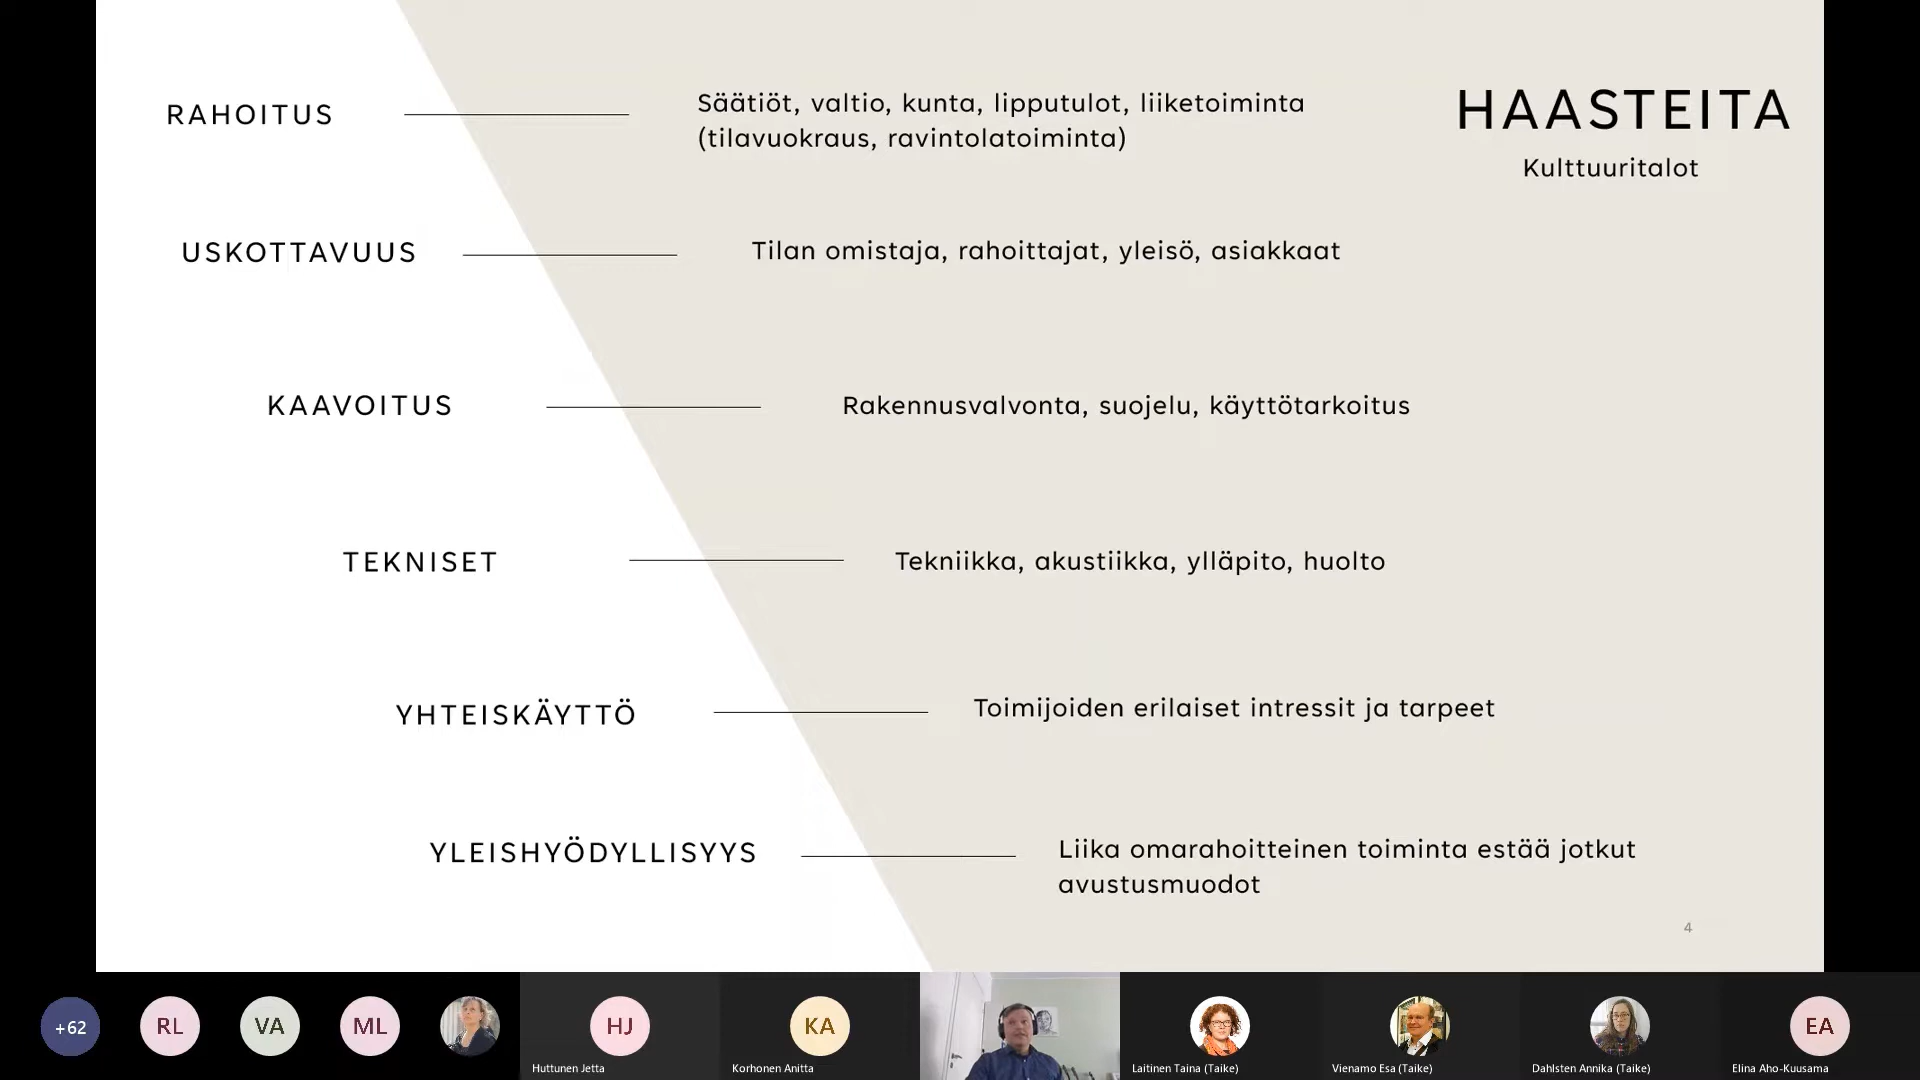 HAASTEITA
Kulttuuritalot
RAHOITUS
Säätiöt, valtio, kunta, lipputulot, liiketoiminta
(tilavuokraus, ravintolatoiminta)
USKOTTAVUUS
Tilan omistaja, rahoittajat, yleisö, asiakkaat
KAAVOITUS
Rakennusvalvonta, suojelu, käyttötarkoitus
TEKNISET
Tekniikka, akustiikka, ylläpito, huolto
YHTEISKÄYTTÖ
Toimijoiden erilaiset intressit ja tarpeet
YLEISHYÖDYLLISYYS
Liika omarahoitteinen toiminta estää jotkut
avustusmuodot
4
+62
RL
VA
ML
HJ
Huttunen Jetta
KA
Korhonen Anitta
Laitinen Taina (Taike)
Vienamo Esa (Taike)
Dahlsten Annika (Taike)
EA
Elina Aho-Kuusama